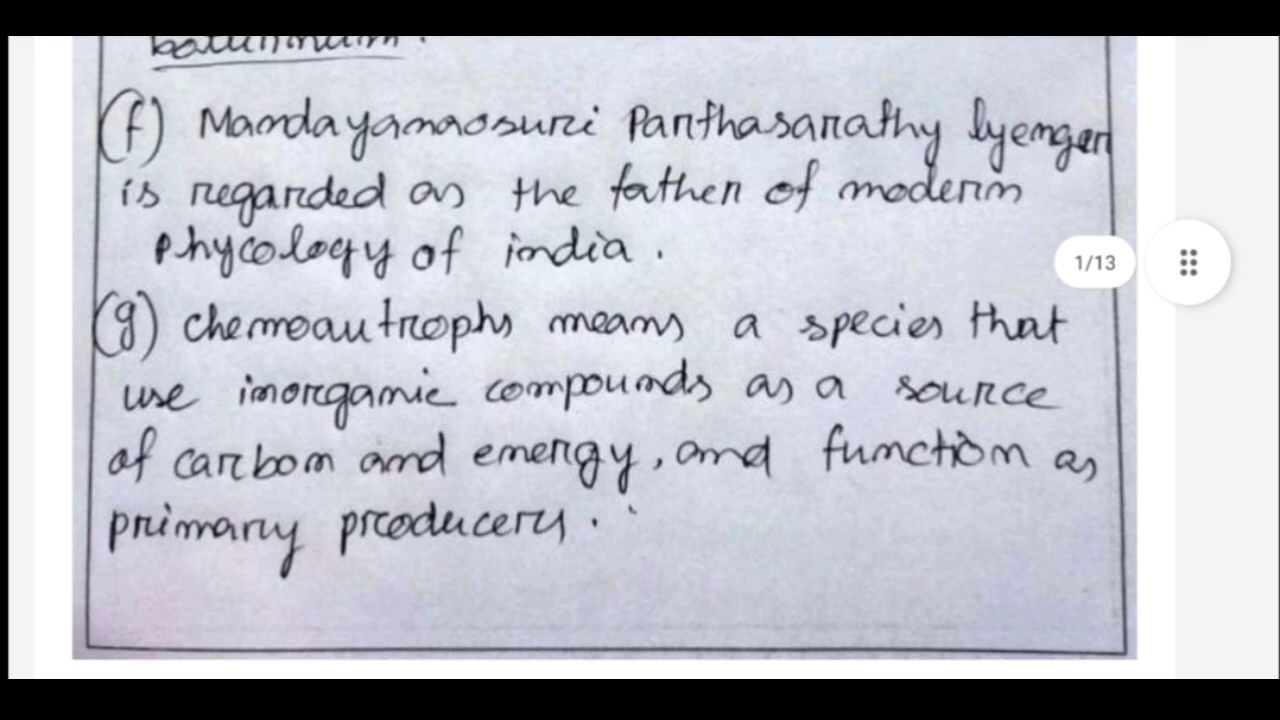 (f) Mandayamaosuri Parthasarathy lyengar
is regarded as the father of modern
phycology of india.
1/13
(g) chemoautrophs means a species that
use inorganic compounds as a source
of carbon and energy, and function as
primary producers.